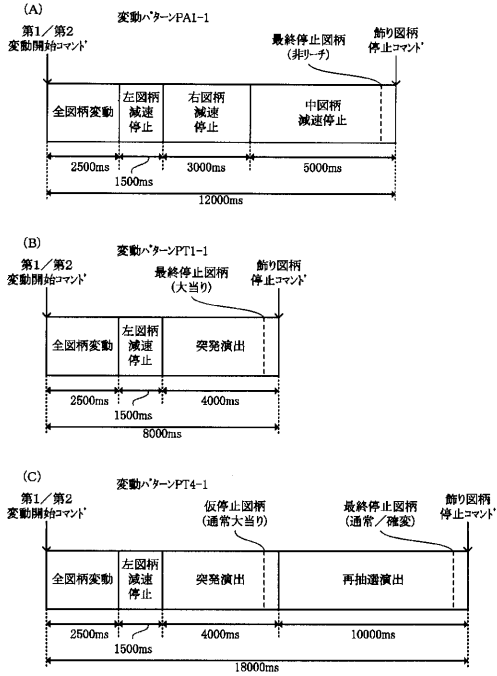 (A)
変動パターンPA1-1
第1／第2
変動開始コマンド
最終停止図柄
(非リーチ)
飾り図柄
停止コマンド
全図柄変動
左図柄
減速
停止
右図柄
減速
停止
中図柄
減速停止
2500ms
1500ms
3000ms
5000ms
12000ms
(B)
変動パターンPT1-1
第1／第2
変動開始コマンド
最終停止図柄
(大当り)
飾り図柄
停止コマンド
全図柄変動
左図柄
減速
停止
突発演出
2500ms
1500ms
4000ms
8000ms
(C)
変動パターンPT4-1
第1／第2
変動開始コマンド
仮停止図柄
(通常大当り)
最終停止図柄
(通常／確変)
飾り図柄
停止コマンド
全図柄変動
左図柄
減速
停止
突発演出
再抽選演出
2500ms
1500ms
4000ms
10000ms
18000ms